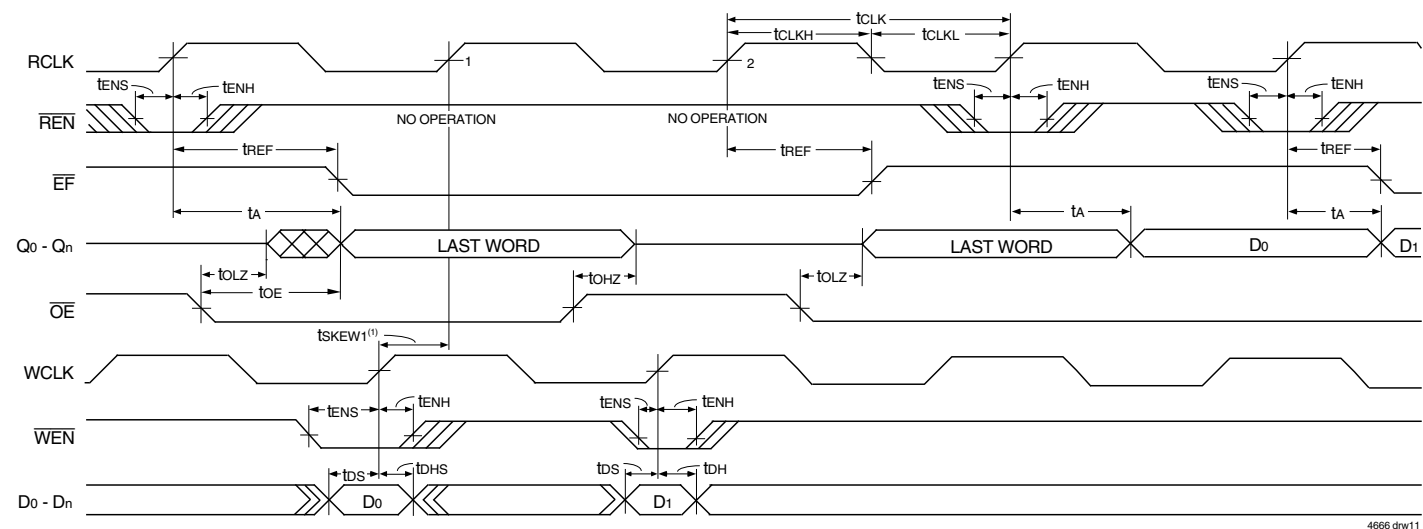 tCLK
tCLKH
tCLKL
RCLK
1
2
tENS
tENH
tENS
tENH
tENS
tENH
REN
NO OPERATION
NO OPERATION
tREF
tREF
tREF
EF
tA
tA
tA
Q0 - Qn
LAST WORD
LAST WORD
D0
D1
tOLZ
tOHZ
tOLZ
tOE
OE
tSKEW1(1)
WCLK
tENS
tENH
tENS
tENH
WEN
tDS
tDHS
tDS
tDH
D0 - Dn
D0
D1
4666 drw11